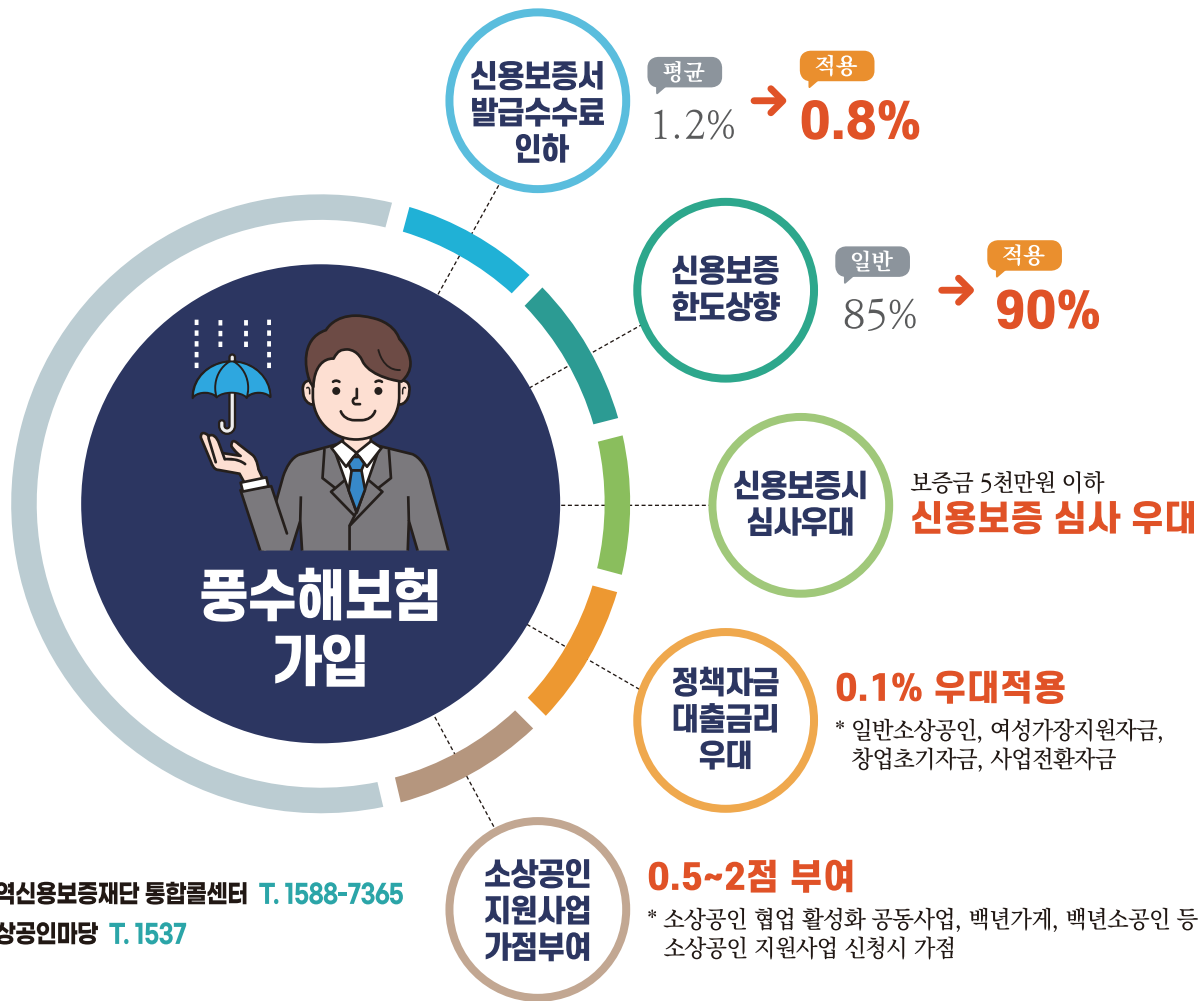 신용보증서
발급수수료
인하
평균
1.2%
적용
0.8%
신용보증
한도상향
일반
85%
적용
90%
신용보증시
심사우대
보증금 5천만원 이하
신용보증 심사 우대
풍수해보험
가입
정책자금
대출금리
우대
0.1% 우대적용
* 일반소상공인, 여성가장지원자금,
창업초기자금, 사업전환자금
소상공인
지원사업
가점부여
0.5~2점 부여
* 소상공인 협업 활성화 공동사업, 백년가게, 백년소공인 등
소상공인 지원사업 신청시 가점
역신용보증재단 통합콜센터 T. 1588-7365
상공인마당 T. 1537